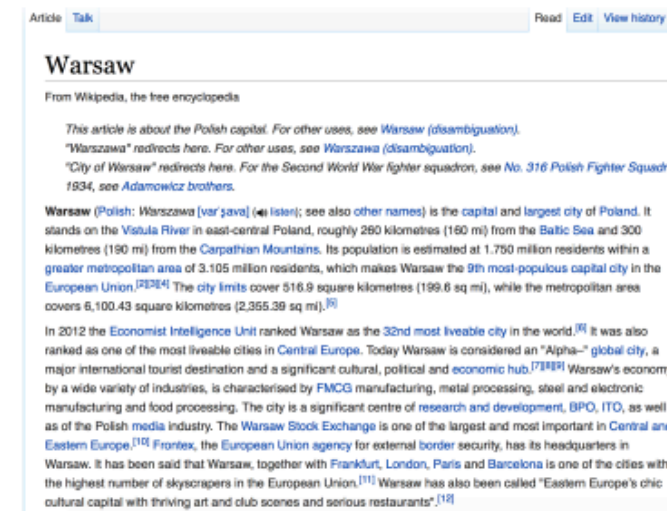 Article Talk Read Edit View history
Warsaw
From Wikipedia, the free encyclopedia
This article is about the Polish capital. For other uses, see Warsaw (disambiguation).
"Warszawa" redirects here. For other uses, see Warszawa (disambiguation).
"City of Warsaw" redirects here. For the Second World War fighter squadron, see No. 316 Polish Fighter Squadr
1934, see Adamowicz brothers.
Warsaw (Polish: Warszawa [varˈʂava] ( listen); see also other names) is the capital and largest city of Poland. It
stands on the Vistula River in east-central Poland, roughly 260 kilometres (160 mi) from the Baltic Sea and 300
kilometres (190 mi) from the Carpathian Mountains. Its population is estimated at 1.750 million residents within a
greater metropolitan area of 3.105 million residents, which makes Warsaw the 9th most-populous capital city in the
European Union.[2][3][4] The city limits cover 516.9 square kilometres (199.6 sq mi), while the metropolitan area
covers 6,100.43 square kilometres (2,355.39 sq mi).[5]
In 2012 the Economist Intelligence Unit ranked Warsaw as the 32nd most liveable city in the world.[6] It was also
ranked as one of the most liveable cities in Central Europe. Today Warsaw is considered an "Alpha–" global city, a
major international tourist destination and a significant cultural, political and economic hub.[7][8][9] Warsaw's economy
by a wide variety of industries, is characterised by FMCG manufacturing, metal processing, steel and electronic
manufacturing and food processing. The city is a significant centre of research and development, BPO, ITO, as well
as of the Polish media industry. The Warsaw Stock Exchange is one of the largest and most important in Central and
Eastern Europe.[10] Frontex, the European Union agency for external border security, has its headquarters in
Warsaw. It has been said that Warsaw, together with Frankfurt, London, Paris and Barcelona is one of the cities with
the highest number of skyscrapers in the European Union.[11] Warsaw has also been called "Eastern Europe's chic
cultural capital with thriving art and club scenes and serious restaurants".[12]